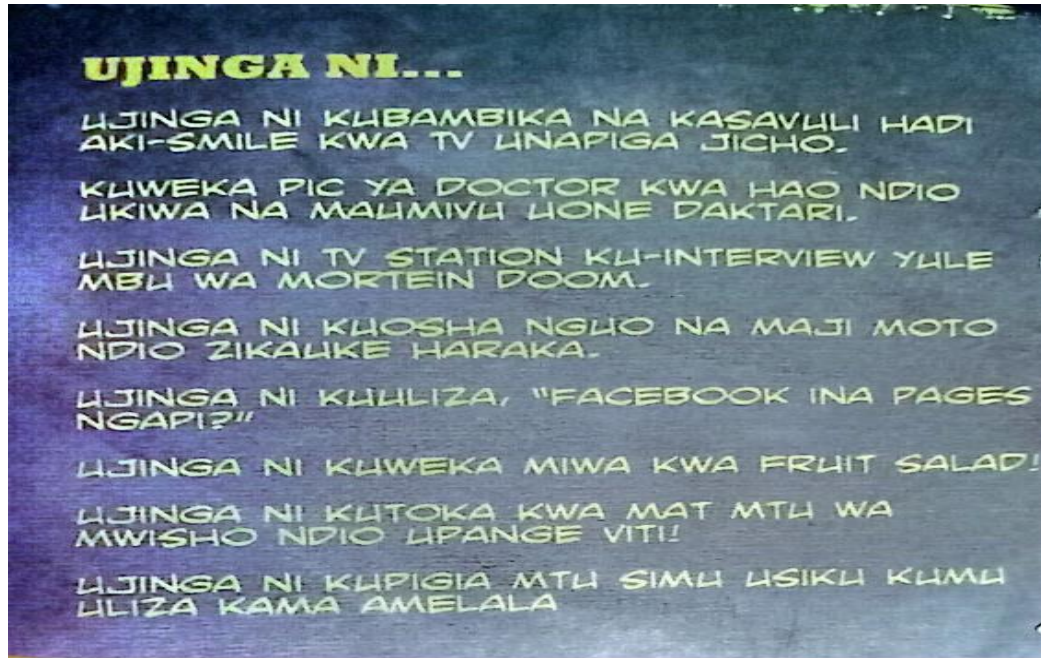 UJINGA NI...
UJINGA NI KUBAMBIKA NA KASAVULI HADI
AKI-SMILE KWA TV UNAPIGA JICHO.
KUWEKA PIC YA DOCTOR KWA HAO NDIO
UKIWA NA MAUMIVU UONE DAKTARI.
UJINGA NI TV STATION KU-INTERVIEW YULE
MBU WA MORTEIN DOOM.
UJINGA NI KUOSHA NGUO NA MAJI MOTO
NDIO ZIKAUKE HARAKA.
UJINGA NI KUULIZA, "FACEBOOK INA PAGES
NGAPI?"
UJINGA NI KUWEKA MIWA KWA FRUIT SALAD!
UJINGA NI KUTOKA KWA MAT MTU WA
MWISHO NDIO UPANGE VITI!
UJINGA NI KUPIGIA MTU SIMU USIKU KUMU
ULIZA KAMA AMELALA